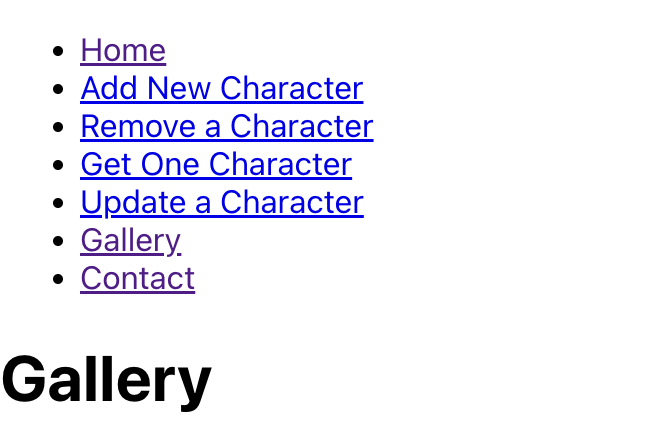 Home
Add New Character
Remove a Character
Get One Character
Update a Character
Gallery
Contact
Gallery